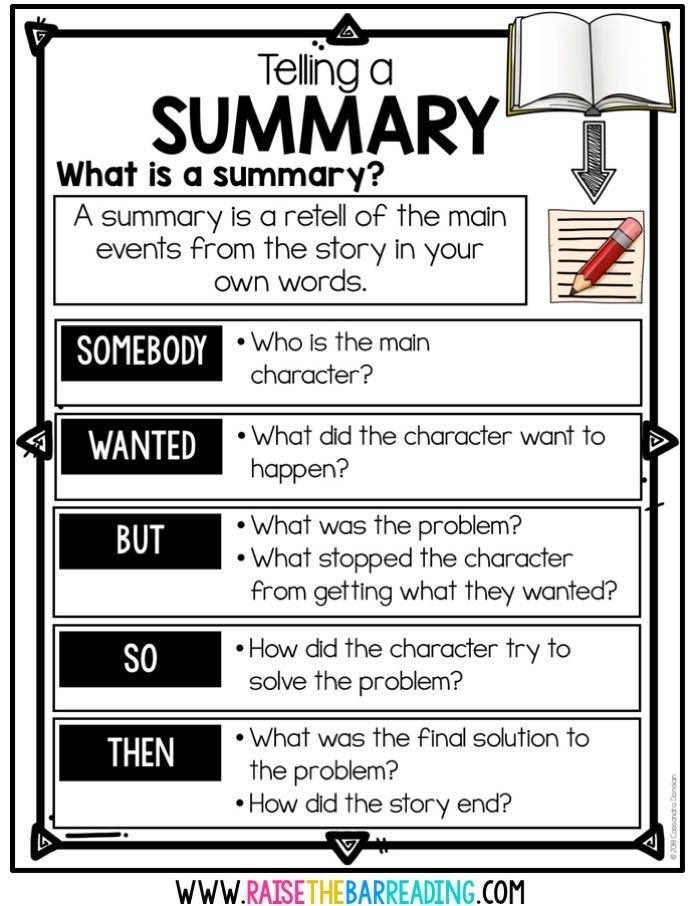 Telling a
SUMMARY
What is a summary?
A summary is a retell of the main
events from the story in your
own words.
SOMEBODY
• Who is the main
character?
WANTED
• What did the character want to
happen?
BUT
• What was the problem?
• What stopped the character
from getting what they wanted?
SO
• How did the character try to
solve the problem?
THEN
• What was the final solution to
the problem?
• How did the story end?
WWW.RAISETHEBARREADING.COM